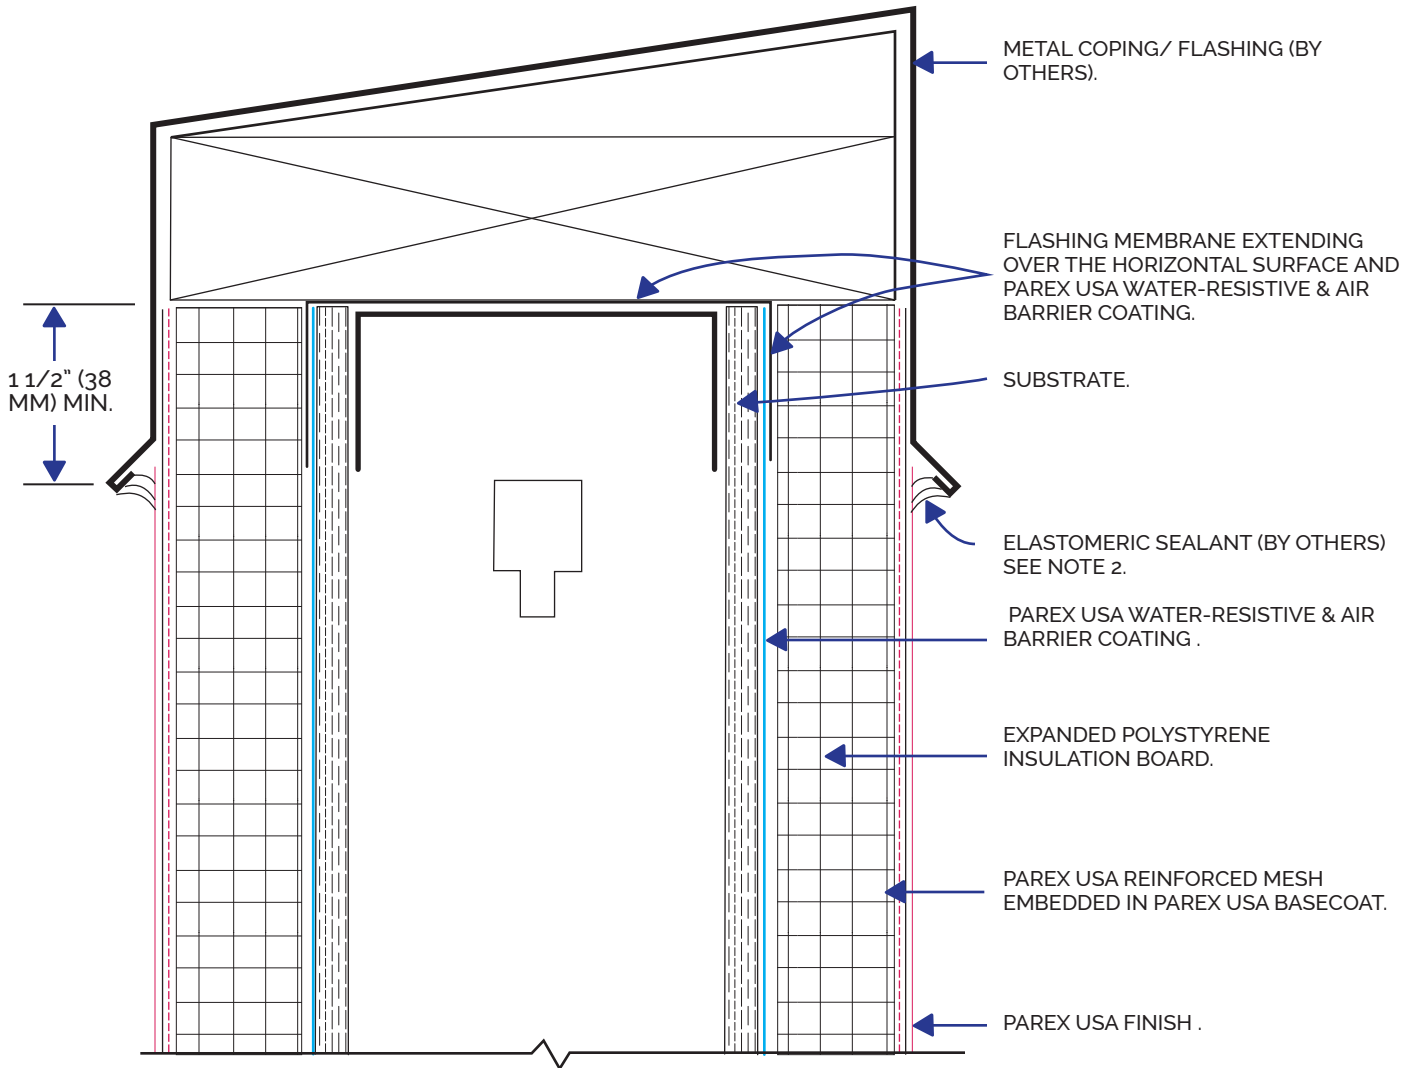 METAL COPING/ FLASHING (BY
OTHERS).
FLASHING MEMBRANE EXTENDING
OVER THE HORIZONTAL SURFACE AND
PAREX USA WATER-RESISTIVE & AIR
BARRIER COATING.
1 1/2” (38
MM) MIN.
SUBSTRATE.
ELASTOMERIC SEALANT (BY OTHERS)
SEE NOTE 2.
PAREX USA WATER-RESISTIVE & AIR
BARRIER COATING .
EXPANDED POLYSTYRENE
INSULATION BOARD.
PAREX USA REINFORCED MESH
EMBEDDED IN PAREX USA BASECOAT.
PAREX USA FINISH .